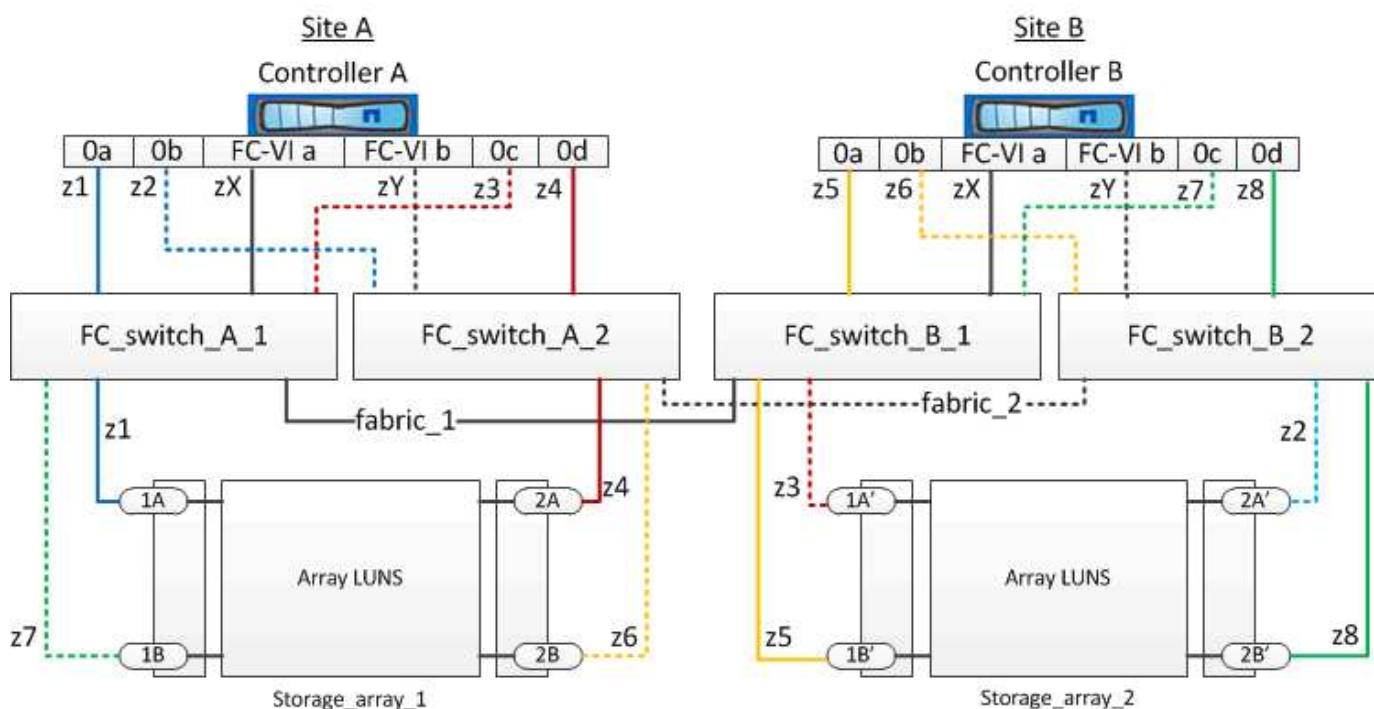 Site A
Controller A
0a 0b FC-VI a FC-VI b 0c 0d
z1 z2 zX zY z3 z4
FC_switch_A_1
FC_switch_A_2
Site B
Controller B
0a 0b FC-VI a FC-VI b 0c 0d
z5 z6 zX zY z7 z8
FC_switch_B_1
FC_switch_B_2
fabric_1
fabric_2
z1
z4
1A
2A
Array LUNS
z7
z6
1B
2B
Storage_array_1
z3
z2
1A’
2A’
Array LUNS
z5
z8
1B’
2B’
Storage_array_2